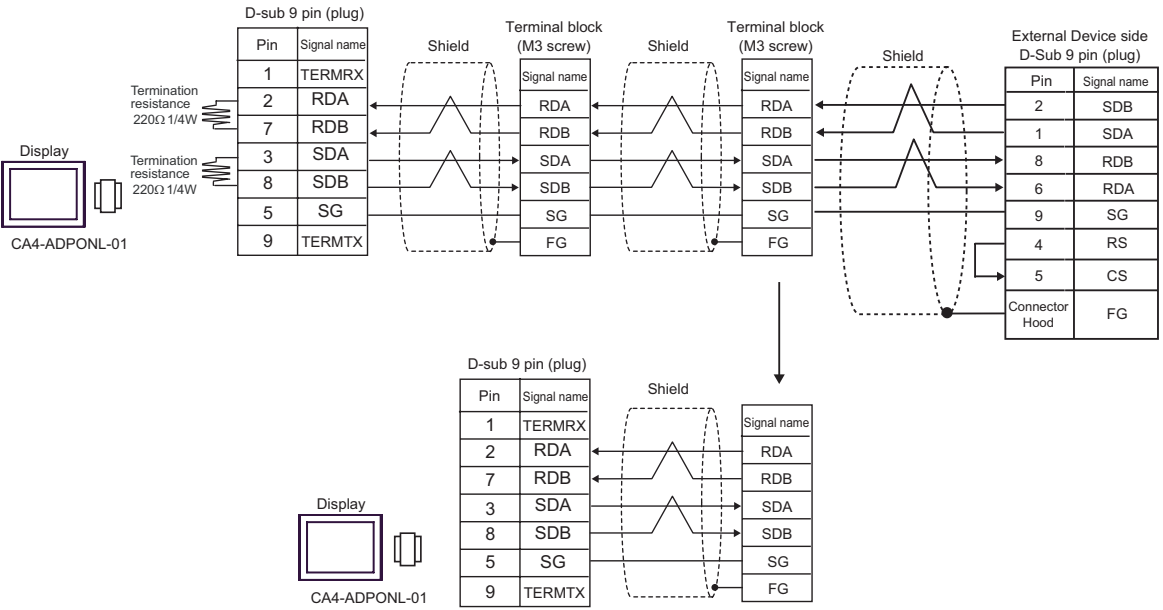 D-sub 9 pin (plug)
Pin Signal name
1 TERMRX
2 RDA
7 RDB
3 SDA
8 SDB
5 SG
9 TERMTX
Termination
resistance
220Ω 1/4W
Termination
resistance
220Ω 1/4W
Display
CA4-ADPONL-01
Shield
Terminal block
(M3 screw)
Signal name
RDA
RDB
SDA
SDB
SG
FG
Shield
Terminal block
(M3 screw)
Signal name
RDA
RDB
SDA
SDB
SG
FG
Shield
External Device side
D-Sub 9 pin (plug)
Pin Signal name
2 SDB
1 SDA
8 RDB
6 RDA
9 SG
4 RS
5 CS
Connector
Hood
FG
D-sub 9 pin (plug)
Pin Signal name
1 TERMRX
2 RDA
7 RDB
3 SDA
8 SDB
5 SG
9 TERMTX
Display
CA4-ADPONL-01
Shield
Signal name
RDA
RDB
SDA
SDB
SG
FG